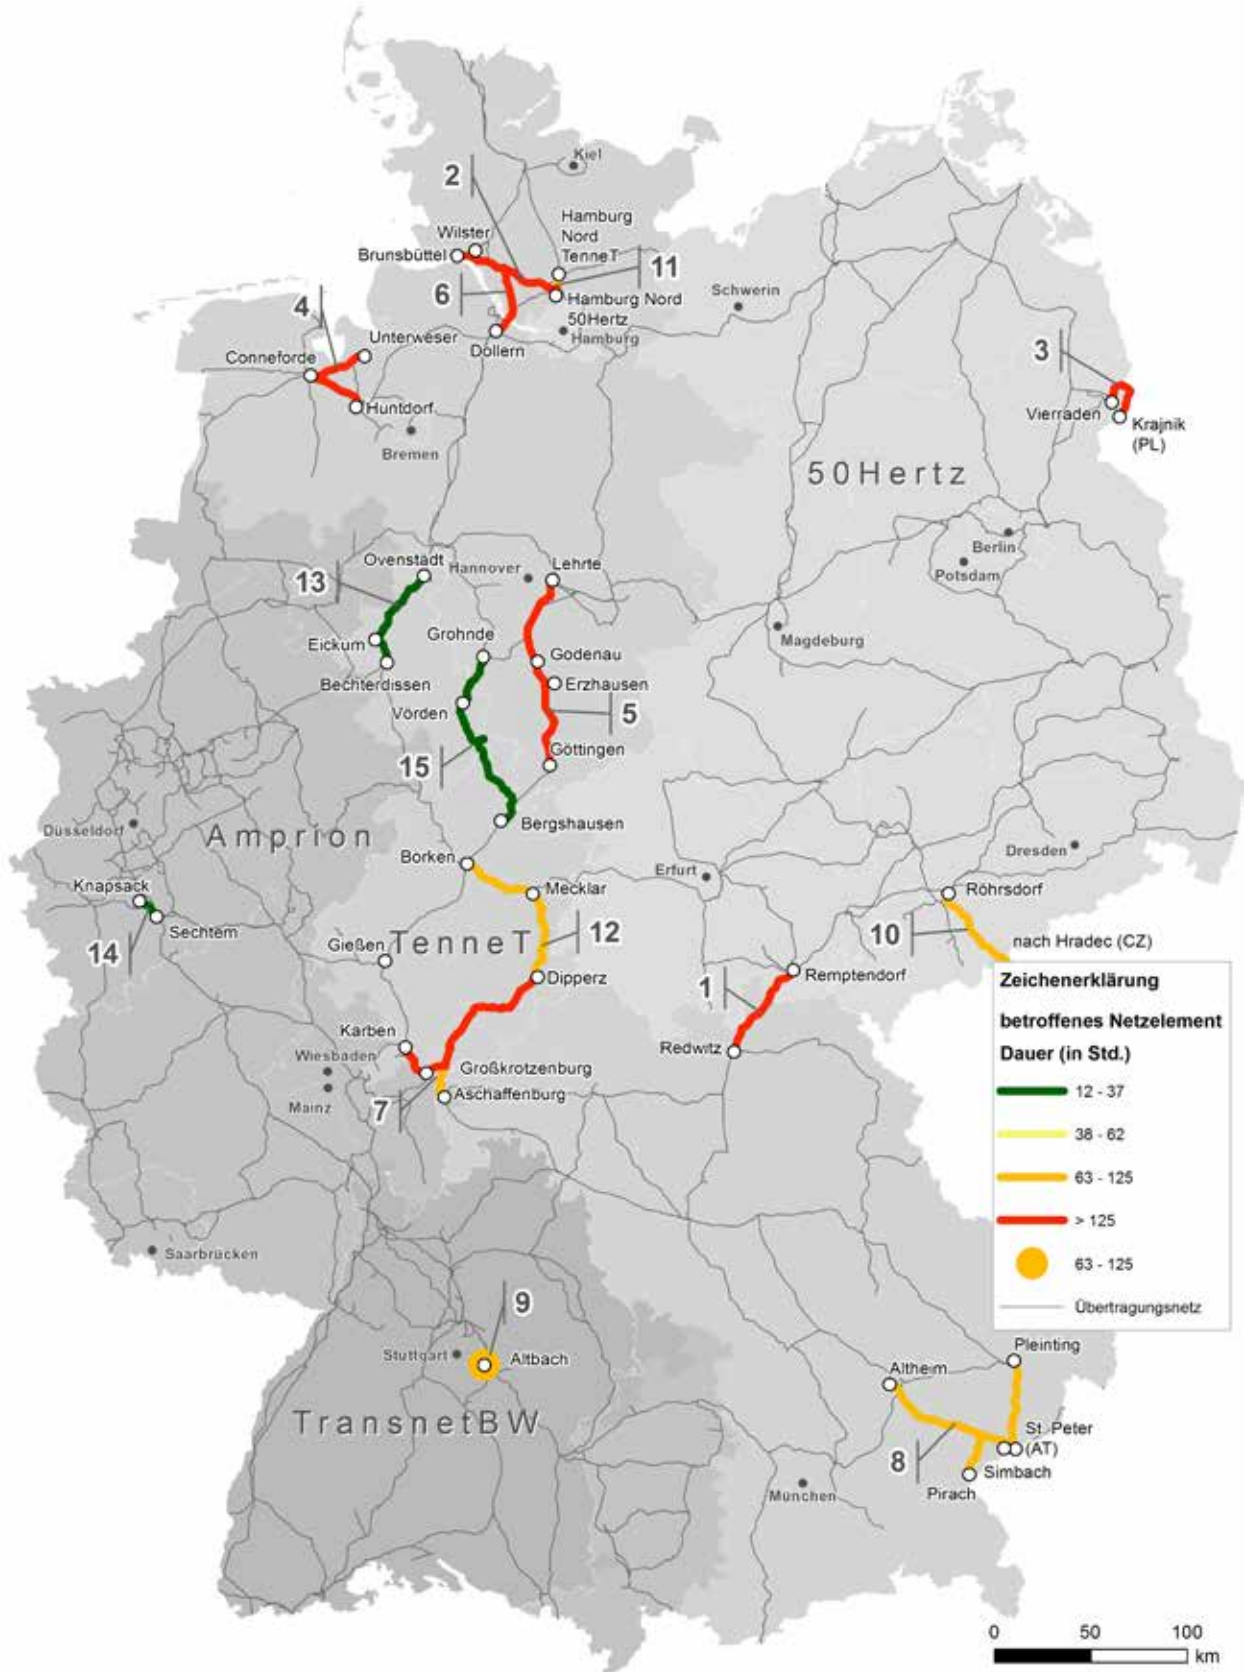 Kiel
2
Hamburg
Nord
TenneT
Wilster
Brunsbüttel
11
6
Hamburg Nord
50Hertz
Schwerin
4
Hamburg
Unterweser
Dollern
Conneforde
3
Huntdorf
Vierraden
Krajnik
(PL)
Bremen
50Hertz
Berlin
Ovenstädt
Hannover
Lehrte
Potsdam
13
Magdeburg
Grohnde
Eickum
Godenau
Bechterdissen
Erzhausen
Vörden
5
Göttingen
15
Bergshausen
Düsseldorf
Amprion
Dresden
Borken
Erfurt
Knapsack
Mecklar
Röhrsdorf
Sechtem
12
10
Gießen
TenneT
nach Hradec (CZ)
14
Dipperz
Remptendorf
1
Zeichenerklärung
betroffenes Netzelement
Dauer (in Std.)
12 - 37
38 - 62
63 - 125
> 125
63 - 125
Übertragungsnetz
Karben
Redwitz
Wiesbaden
Großkrotzenburg
Mainz
Aschaffenburg
7
Saarbrücken
9
Stuttgart
Altbach
Pleinting
Altheim
TransnetBW
St. Peter
(AT)
8
Simbach
München
Pirach
0 50 100
km